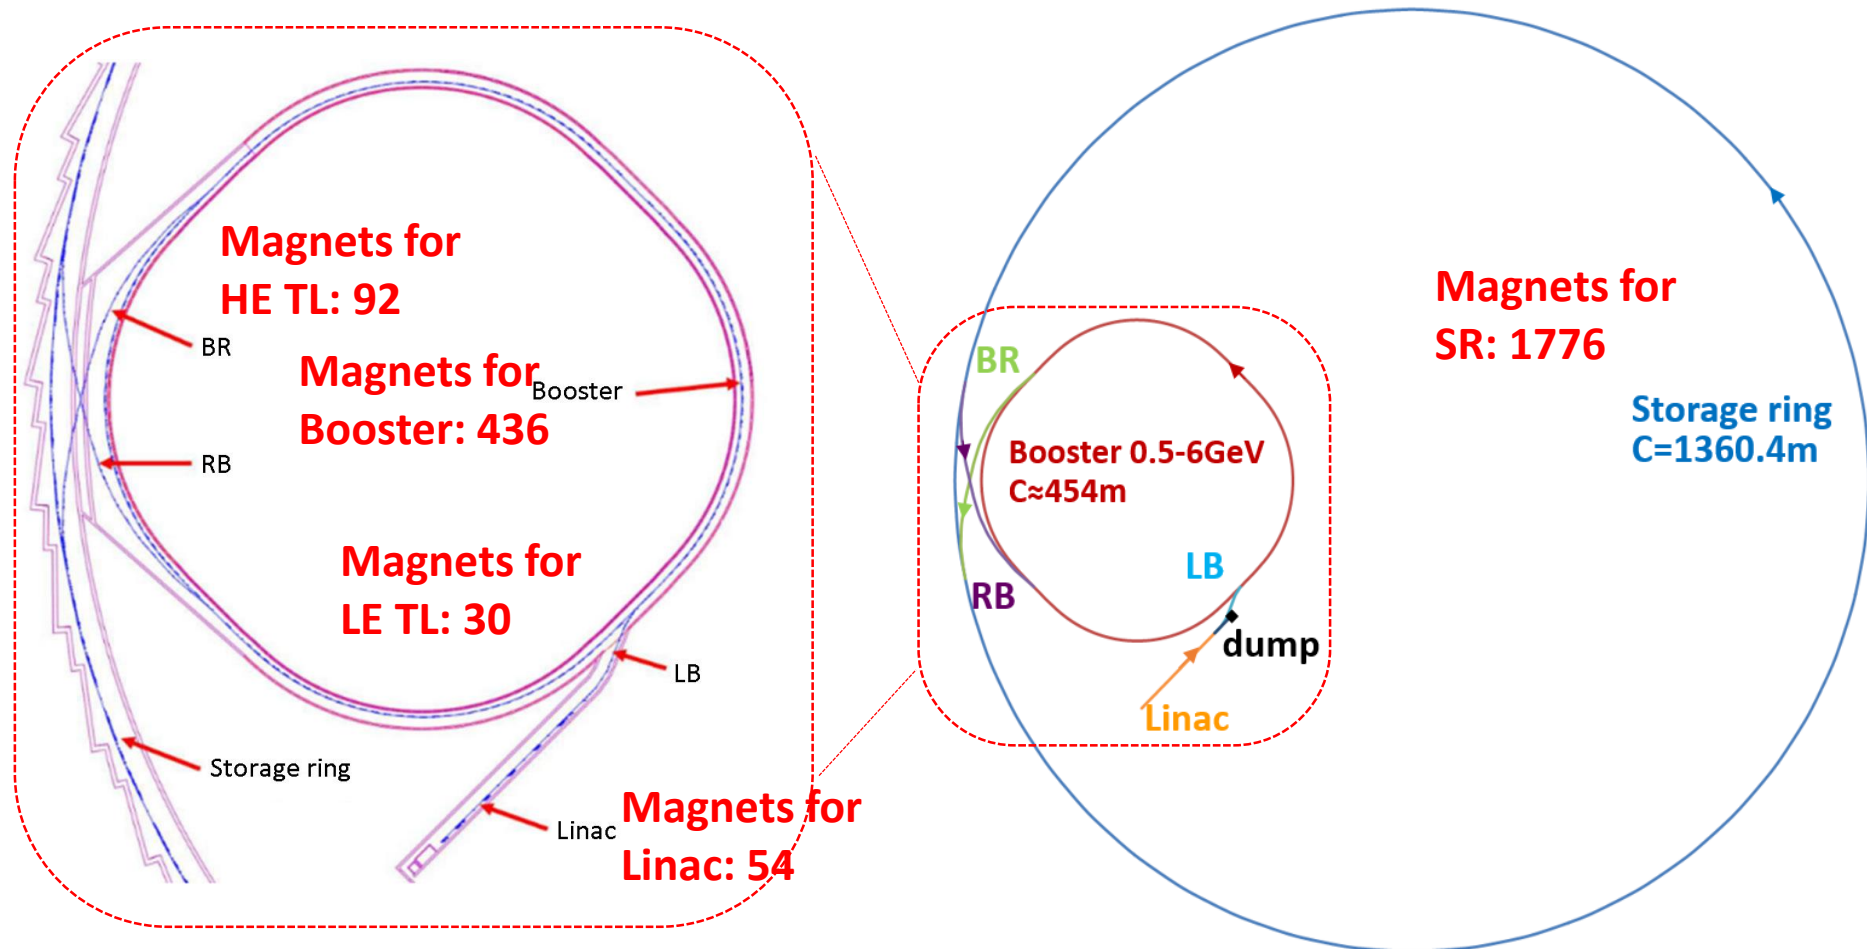 Magnets for
HE TL: 92
BR
Magnets for
Booster: 436
Booster
RB
Magnets for
LE TL: 30
LB
Storage ring
Linac
Magnets for
Linac: 54
Magnets for
SR: 1776
Storage ring
C=1360.4m
BR
Booster 0.5-6GeV
C≈454m
LB
RB
dump
Linac